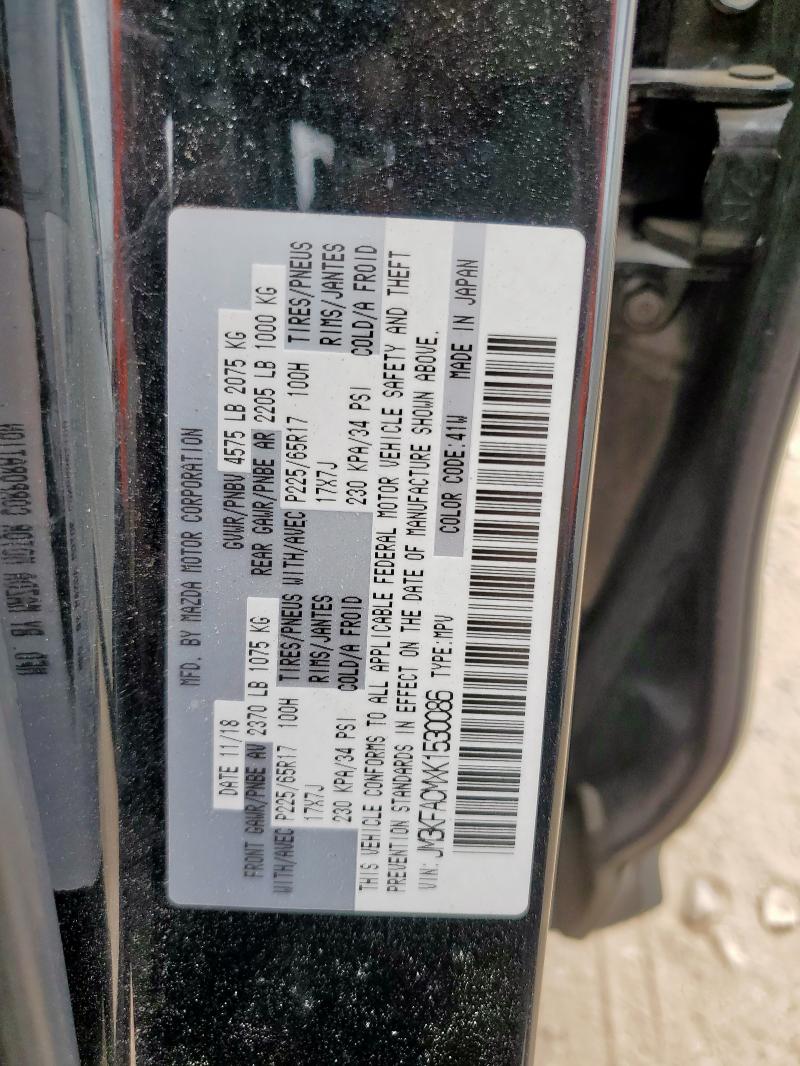 MFD. BY MAZDA MOTOR CORPORATION
DATE 11/18 GVWR/PNBV 4575 LB 2075 KG
FRONT GAWR/PNBE AV 2370 LB 1075 KG REAR GAWR/PNBE AR 2205 LB 1000 KG
WITH/AVEC P225/65R17 100H TIRES/PNEUS WITH/AVEC P225/65R17 100H TIRES/PNEUS
17X7J RIMS/JANTES 17X7J RIMS/JANTES
230 KPA/34 PSI COLD/A FROID 230 KPA/34 PSI COLD/A FROID
THIS VEHICLE CONFORMS TO ALL APPLICABLE FEDERAL MOTOR VEHICLE SAFETY AND THEFT
PREVENTION STANDARDS IN EFFECT ON THE DATE OF MANUFACTURE SHOWN ABOVE.
VIN: JM3KFACMXK1530086 TYPE:MPV COLOR CODE:41W MADE IN JAPAN